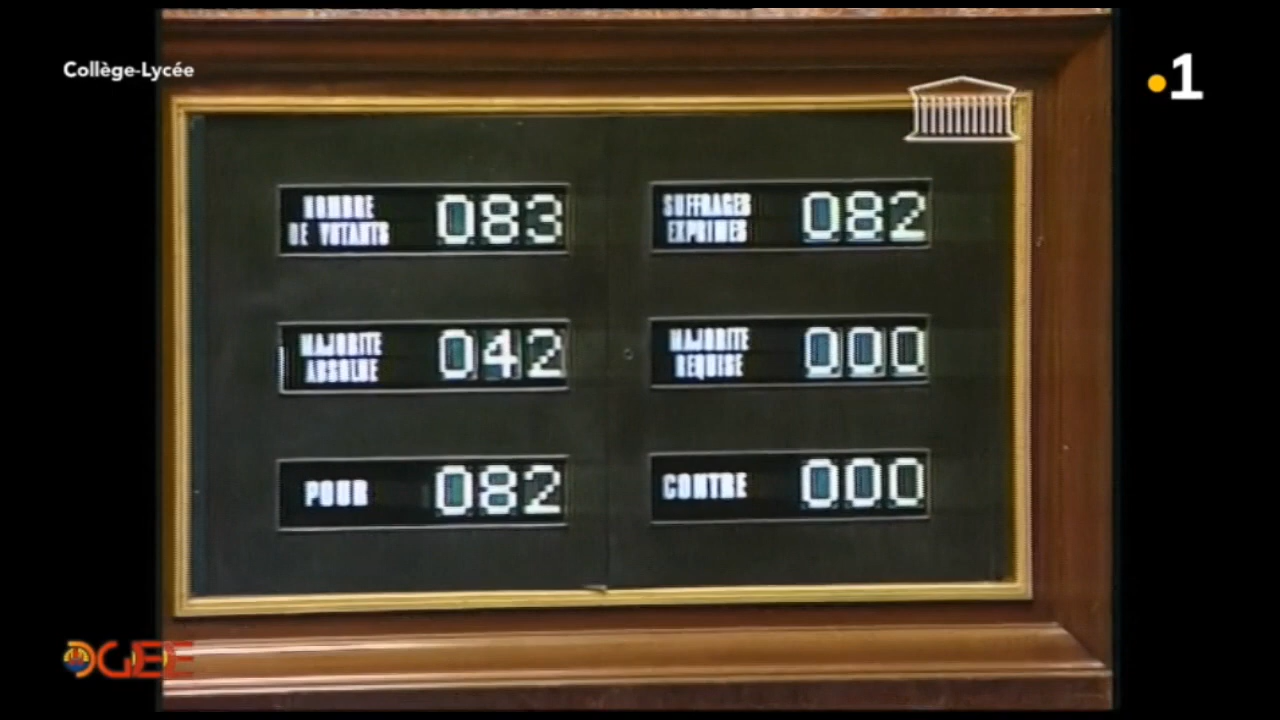 Collège-Lycée
1
NOMBRE
DE VOTANTS
083
SUFFRAGES
EXPRIMES
082
MAJORITE
ABSOLUE
042
MAJORITE
REQUISE
000
POUR
082
CONTRE
000
DGEE